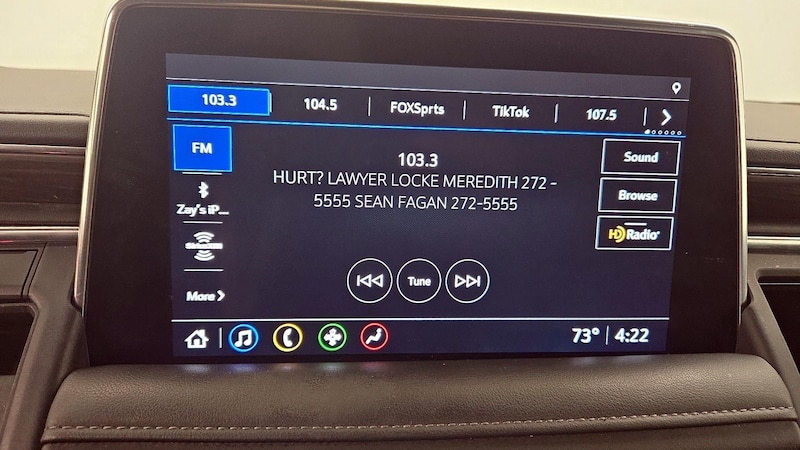 103.3 104.5 FOXSprts TikTok 107.5
FM
Zay's iP...
SiriusXM
More
103.3
HURT? LAWYER LOCKE MEREDITH 272 -
5555 SEAN FAGAN 272-5555
Tune
Sound
Browse
HD Radio
73° 4:22